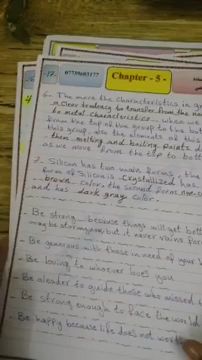 -17- 07709687177
Chapter - 5 -
6. The more the characteristics in
a clear tendency to transfer from the
to metal characteristics. when we
from the top of the group to the bot
this group, also the elements of this
them melting and boiling points d
as we move from the top to bott
7. Silicon has two main forms, the
form of Silicon is Crystallized has
brown color. the second form not
and has dark gray color.
- Be strong because things will get bett
may be stormy now but it never rains for
- Be generous with those in need of your
- Be loving to whoever loves you
- Be a leader to guide those who missed
- Be strong enough to face the world
- Be happy because life does not